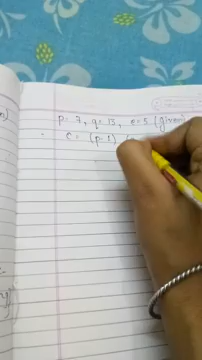 p = 7, q = 13, e = 5 (given)
c = (p-1)